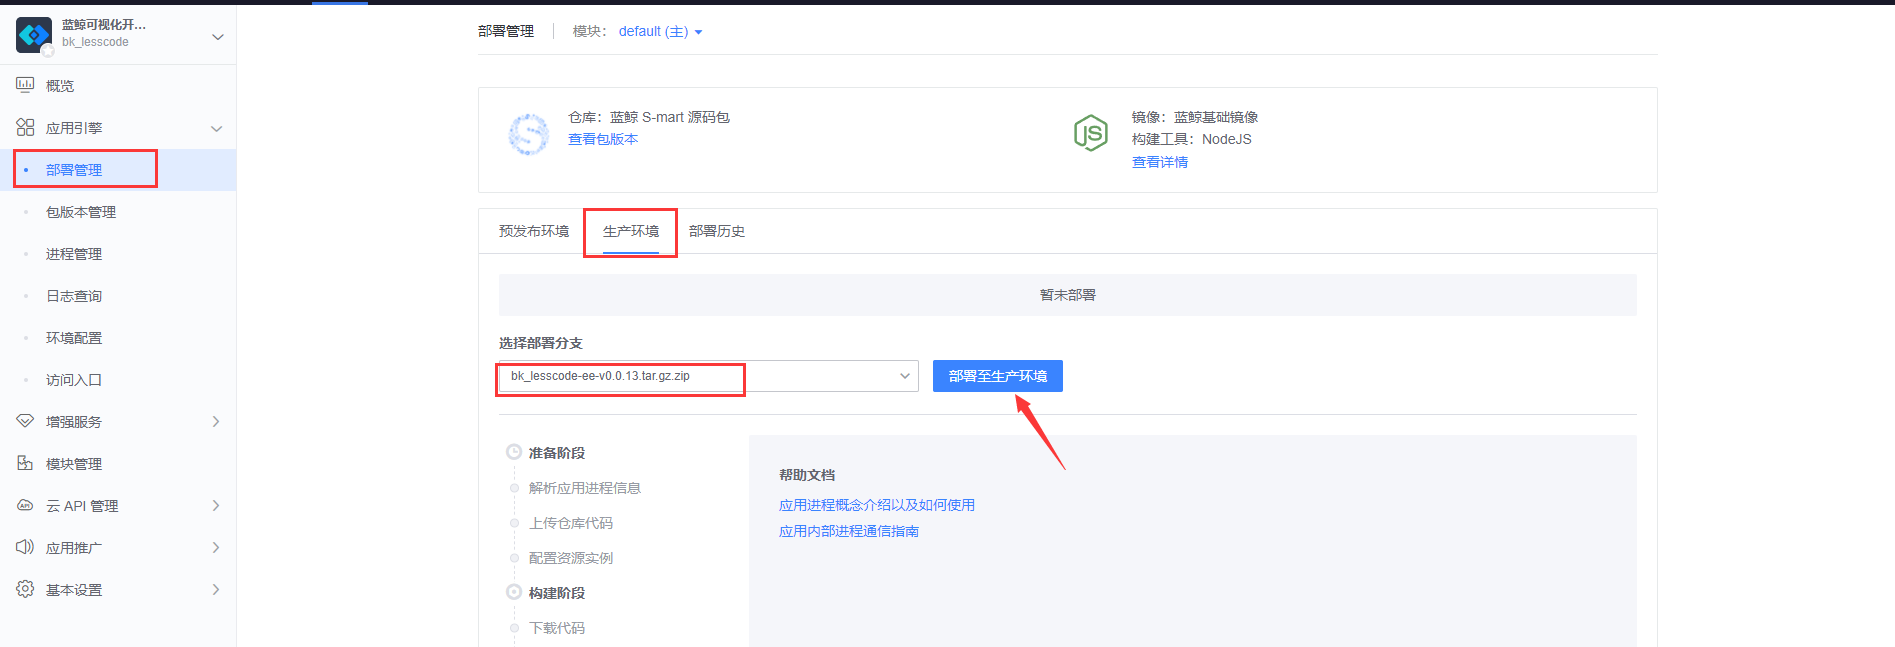 蓝鲸可视化开...
bk_lesscode
概览
应用引擎
部署管理
包版本管理
进程管理
日志查询
环境配置
访问入口
增强服务
模块管理
云 API 管理
应用推广
基本设置
部署管理 模块： default (主)
仓库：蓝鲸 S-mart 源码包
查看包版本
JS
镜像：蓝鲸基础镜像
构建工具：NodeJS
查看详情
预发布环境 生产环境 部署历史
暂未部署
选择部署分支
bk_lesscode-ee-v0.0.13.tar.gz.zip
部署至生产环境
准备阶段
解析应用进程信息
上传仓库代码
配置资源实例
构建阶段
下载代码
帮助文档
应用进程概念介绍以及如何使用
应用内部进程通信指南